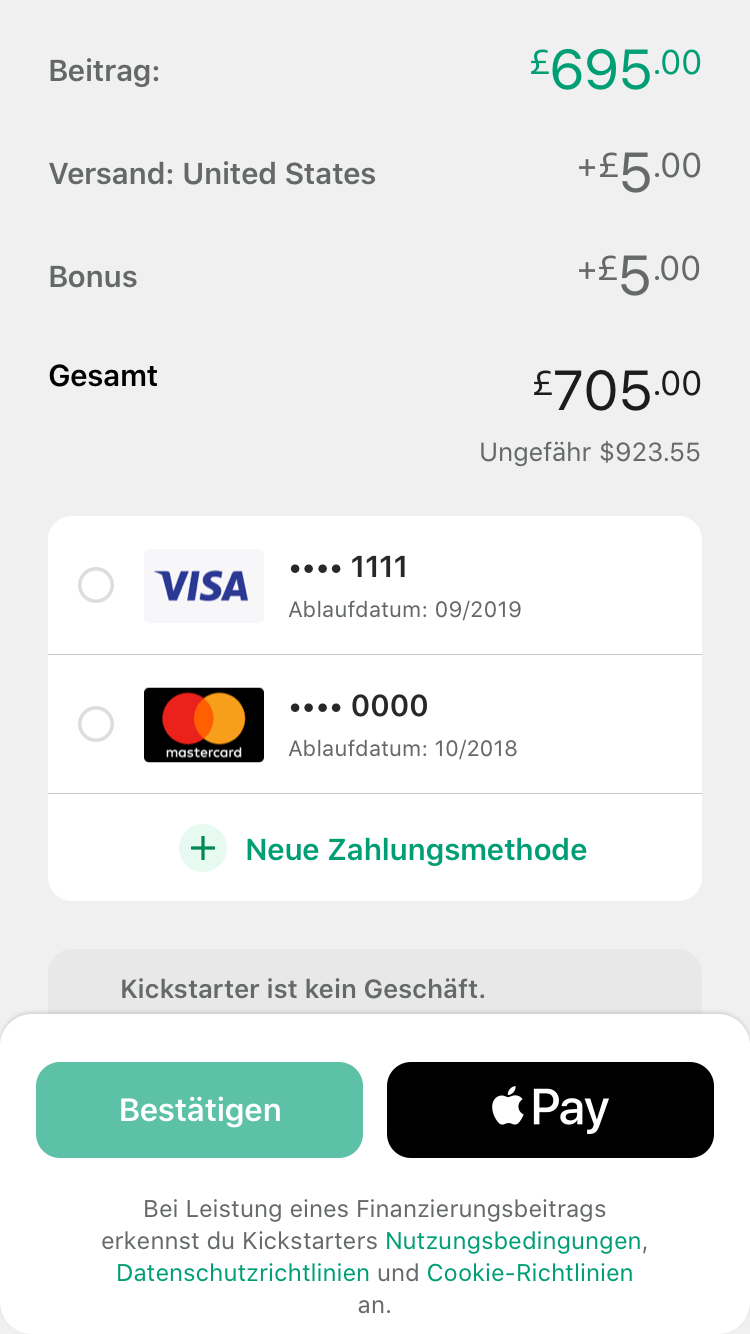 Beitrag: £695.00
Versand: United States +£5.00
Bonus +£5.00
Gesamt £705.00
Ungefähr $923.55
VISA •••• 1111
Ablaufdatum: 09/2019
mastercard •••• 0000
Ablaufdatum: 10/2018
+ Neue Zahlungsmethode
Kickstarter ist kein Geschäft.
Bestätigen Pay
Bei Leistung eines Finanzierungsbeitrags
erkennst du Kickstarters Nutzungsbedingungen,
Datenschutzrichtlinien und Cookie-Richtlinien
an.